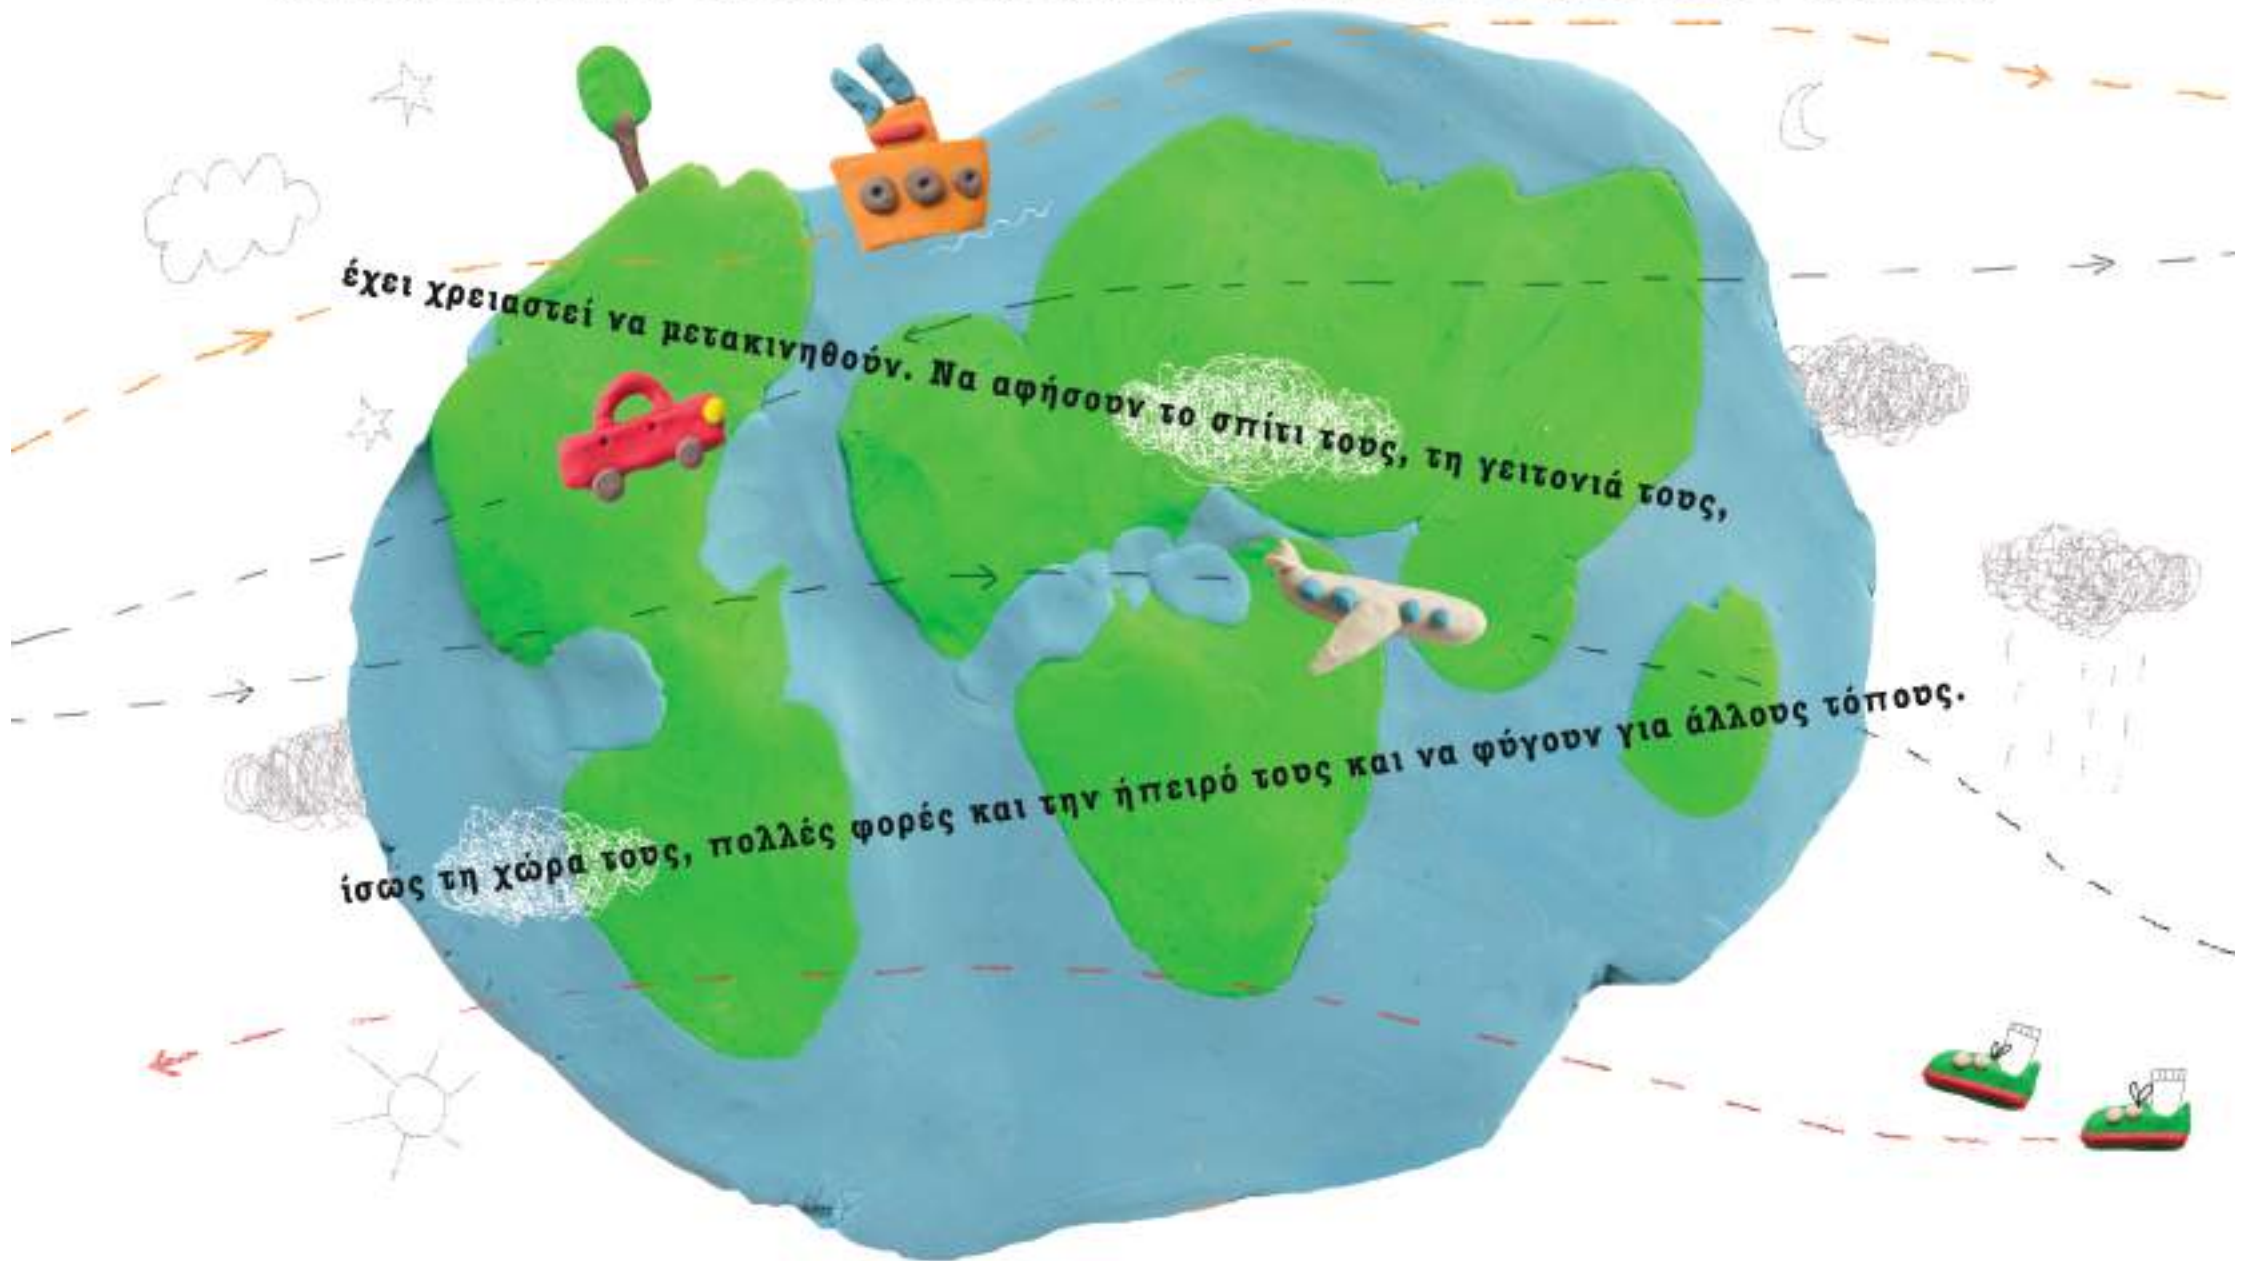 έχει χρειαστεί να μετακινηθούν. Να αφήσουν το σπίτι τους, τη γειτονιά τους,
ίσως τη χώρα τους, πολλές φορές και την ήπειρό τους και να φύγουν για άλλους τόπους.